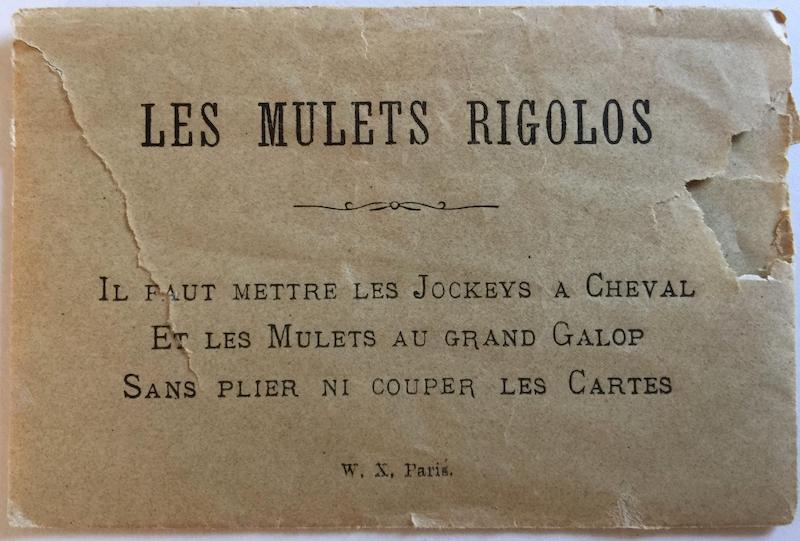 LES MULETS RIGOLOS
IL FAUT METTRE LES JOCKEYS A CHEVAL
ET LES MULETS AU GRAND GALOP
SANS PLIER NI COUPER LES CARTES
W. X, Paris.